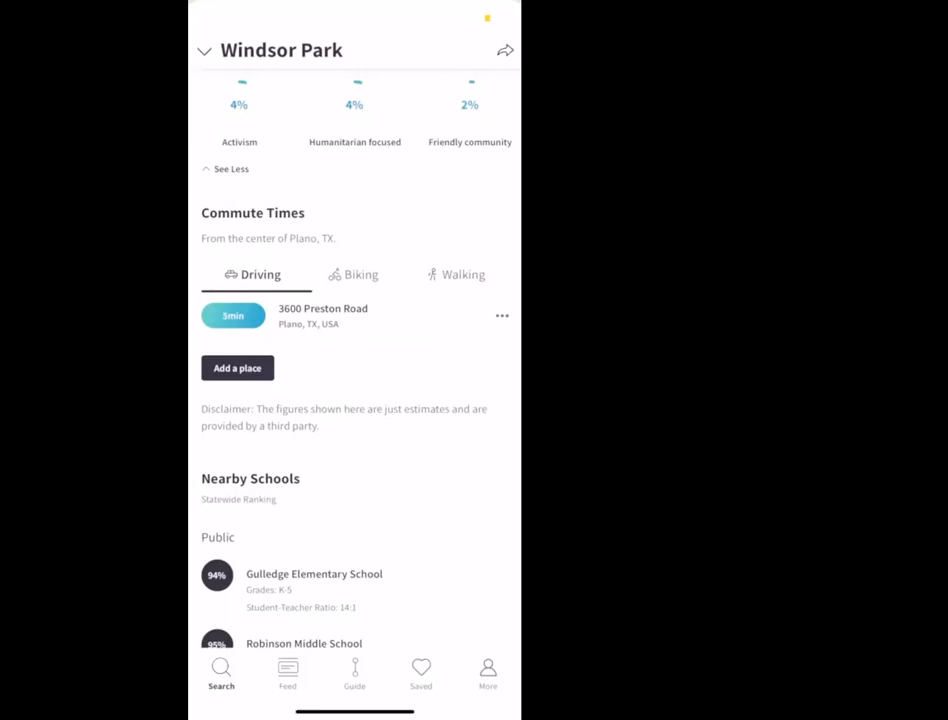 Windsor Park
4%
4%
2%
Activism
Humanitarian focused
Friendly community
See Less
Commute Times
From the center of Plano, TX.
Driving
Biking
Walking
5min
3600 Preston Road
Plano, TX, USA
Add a place
Disclaimer: The figures shown here are just estimates and are
provided by a third party.
Nearby Schools
Statewide Ranking
Public
94%
Gulledge Elementary School
Grades: K-5
Student-Teacher Ratio: 14:1
95%
Robinson Middle School
Search
Feed
Guide
Saved
More